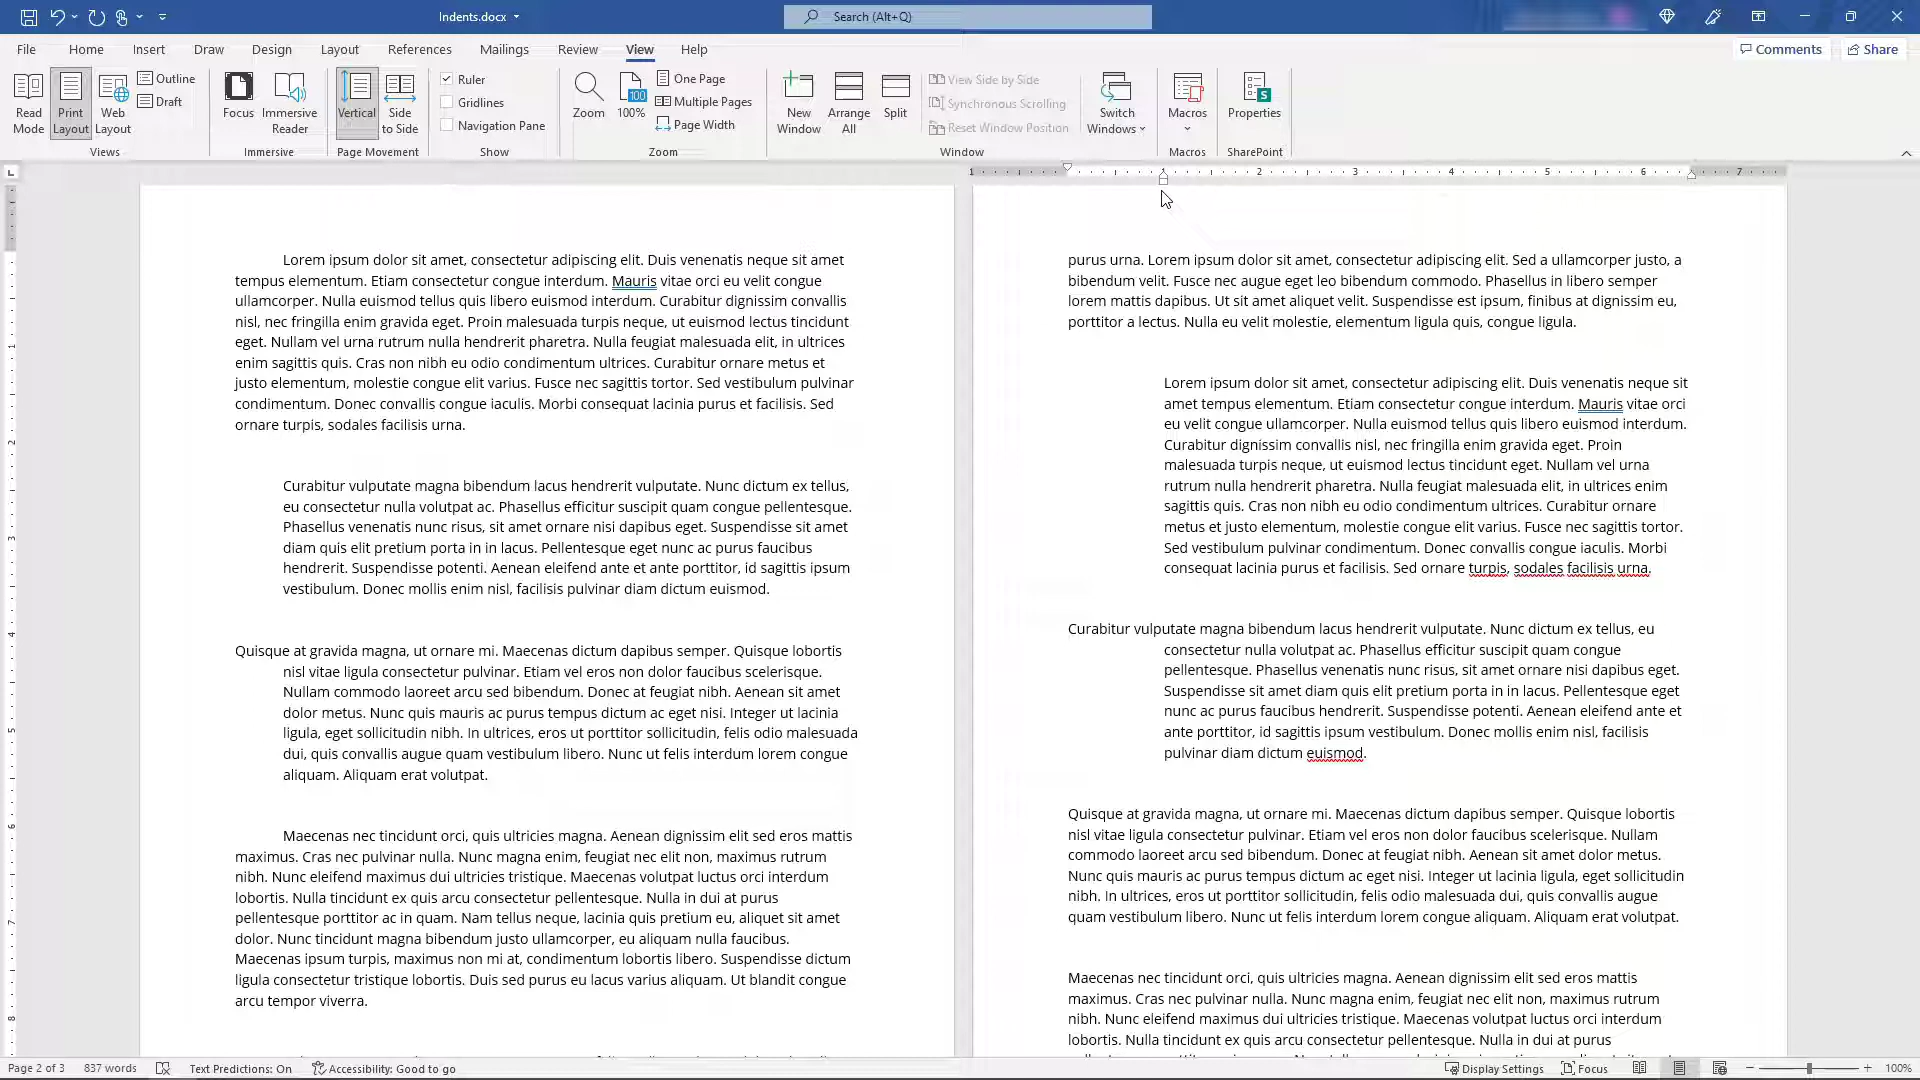 Indents.docx
Search (Alt+Q)
File Home Insert Draw Design Layout References Mailings Review View Help
Comments Share
Read Mode
Print Layout
Web Layout
Outline
Draft
Views
Focus
Immersive Reader
Immersive
Vertical
Side to Side
Page Movement
Ruler
Gridlines
Navigation Pane
Show
Zoom
100
100%
One Page
Multiple Pages
Page Width
Zoom
New Window
Arrange All
Split
View Side by Side
Synchronous Scrolling
Reset Window Position
Switch Windows
Window
Macros
Macros
S
Properties
SharePoint
1 2 3 4 5 6 7
1
2
3
4
5
6
7
8
Lorem ipsum dolor sit amet, consectetur adipiscing elit. Duis venenatis neque sit amet
tempus elementum. Etiam consectetur congue interdum. Mauris vitae orci eu velit congue
ullamcorper. Nulla euismod tellus quis libero euismod interdum. Curabitur dignissim convallis
nisl, nec fringilla enim gravida eget. Proin malesuada turpis neque, ut euismod lectus tincidunt
eget. Nullam vel urna rutrum nulla hendrerit pharetra. Nulla feugiat malesuada elit, in ultrices
enim sagittis quis. Cras non nibh eu odio condimentum ultrices. Curabitur ornare metus et
justo elementum, molestie congue elit varius. Fusce nec sagittis tortor. Sed vestibulum pulvinar
condimentum. Donec convallis congue iaculis. Morbi consequat lacinia purus et facilisis. Sed
ornare turpis, sodales facilisis urna.
Curabitur vulputate magna bibendum lacus hendrerit vulputate. Nunc dictum ex tellus,
eu consectetur nulla volutpat ac. Phasellus efficitur suscipit quam congue pellentesque.
Phasellus venenatis nunc risus, sit amet ornare nisi dapibus eget. Suspendisse sit amet
diam quis elit pretium porta in in lacus. Pellentesque eget nunc ac purus faucibus
hendrerit. Suspendisse potenti. Aenean eleifend ante et ante porttitor, id sagittis ipsum
vestibulum. Donec mollis enim nisl, facilisis pulvinar diam dictum euismod.
Quisque at gravida magna, ut ornare mi. Maecenas dictum dapibus semper. Quisque lobortis
nisl vitae ligula consectetur pulvinar. Etiam vel eros non dolor faucibus scelerisque.
Nullam commodo laoreet arcu sed bibendum. Donec at feugiat nibh. Aenean sit amet
dolor metus. Nunc quis mauris ac purus tempus dictum ac eget nisi. Integer ut lacinia
ligula, eget sollicitudin nibh. In ultrices, eros ut porttitor sollicitudin, felis odio malesuada
dui, quis convallis augue quam vestibulum libero. Nunc ut felis interdum lorem congue
aliquam. Aliquam erat volutpat.
Maecenas nec tincidunt orci, quis ultricies magna. Aenean dignissim elit sed eros mattis
maximus. Cras nec pulvinar nulla. Nunc magna enim, feugiat nec elit non, maximus rutrum
nibh. Nunc eleifend maximus dui ultricies tristique. Maecenas volutpat luctus orci interdum
lobortis. Nulla tincidunt ex quis arcu consectetur pellentesque. Nulla in dui at purus
pellentesque porttitor ac in quam. Nam tellus neque, lacinia quis pretium eu, aliquet sit amet
dolor. Nunc tincidunt magna bibendum justo ullamcorper, eu aliquam nulla faucibus.
Maecenas ipsum turpis, maximus non mi at, condimentum lobortis libero. Suspendisse dictum
ligula consectetur tristique lobortis. Duis sed purus eu lacus varius aliquam. Ut blandit congue
arcu tempor viverra.
purus urna. Lorem ipsum dolor sit amet, consectetur adipiscing elit. Sed a ullamcorper justo, a
bibendum velit. Fusce nec augue eget leo bibendum commodo. Phasellus in libero semper
lorem mattis dapibus. Ut sit amet aliquet velit. Suspendisse est ipsum, finibus at dignissim eu,
porttitor a lectus. Nulla eu velit molestie, elementum ligula quis, congue ligula.
Lorem ipsum dolor sit amet, consectetur adipiscing elit. Duis venenatis neque sit
amet tempus elementum. Etiam consectetur congue interdum. Mauris vitae orci
eu velit congue ullamcorper. Nulla euismod tellus quis libero euismod interdum.
Curabitur dignissim convallis nisl, nec fringilla enim gravida eget. Proin
malesuada turpis neque, ut euismod lectus tincidunt eget. Nullam vel urna
rutrum nulla hendrerit pharetra. Nulla feugiat malesuada elit, in ultrices enim
sagittis quis. Cras non nibh eu odio condimentum ultrices. Curabitur ornare
metus et justo elementum, molestie congue elit varius. Fusce nec sagittis tortor.
Sed vestibulum pulvinar condimentum. Donec convallis congue iaculis. Morbi
consequat lacinia purus et facilisis. Sed ornare turpis, sodales facilisis urna.
Curabitur vulputate magna bibendum lacus hendrerit vulputate. Nunc dictum ex tellus, eu
consectetur nulla volutpat ac. Phasellus efficitur suscipit quam congue
pellentesque. Phasellus venenatis nunc risus, sit amet ornare nisi dapibus eget.
Suspendisse sit amet diam quis elit pretium porta in in lacus. Pellentesque eget
nunc ac purus faucibus hendrerit. Suspendisse potenti. Aenean eleifend ante et
ante porttitor, id sagittis ipsum vestibulum. Donec mollis enim nisl, facilisis
pulvinar diam dictum euismod.
Quisque at gravida magna, ut ornare mi. Maecenas dictum dapibus semper. Quisque lobortis
nisl vitae ligula consectetur pulvinar. Etiam vel eros non dolor faucibus scelerisque. Nullam
commodo laoreet arcu sed bibendum. Donec at feugiat nibh. Aenean sit amet dolor metus.
Nunc quis mauris ac purus tempus dictum ac eget nisi. Integer ut lacinia ligula, eget sollicitudin
nibh. In ultrices, eros ut porttitor sollicitudin, felis odio malesuada dui, quis convallis augue
quam vestibulum libero. Nunc ut felis interdum lorem congue aliquam. Aliquam erat volutpat.
Maecenas nec tincidunt orci, quis ultricies magna. Aenean dignissim elit sed eros mattis
maximus. Cras nec pulvinar nulla. Nunc magna enim, feugiat nec elit non, maximus rutrum
nibh. Nunc eleifend maximus dui ultricies tristique. Maecenas volutpat luctus orci interdum
lobortis. Nulla tincidunt ex quis arcu consectetur pellentesque. Nulla in dui at purus
Page 2 of 3 837 words Text Predictions: On Accessibility: Good to go Display Settings Focus 100%